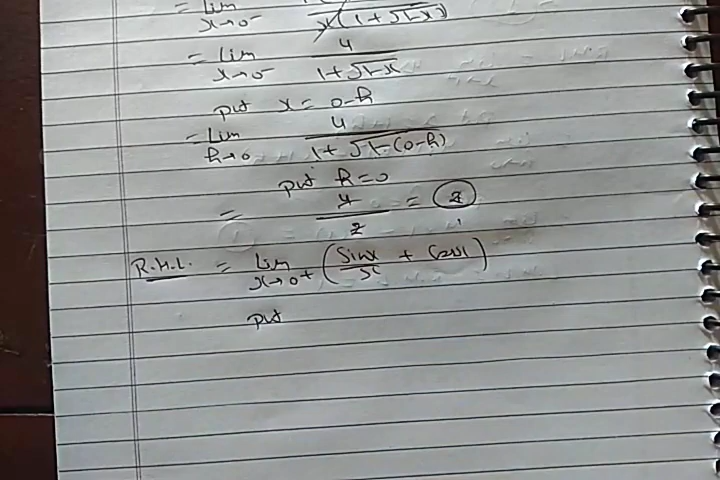 = Lim
x→0⁻ x(1+√1-x)
= Lim 4
x→0⁻ 1+√1-x
put x = 0-h
= Lim 4
h→0 1+√1-(0-h)
put h=0
= 4/2 = 2
R.H.L. = Lim x→0+ (Sinx/x + Cosx)
put